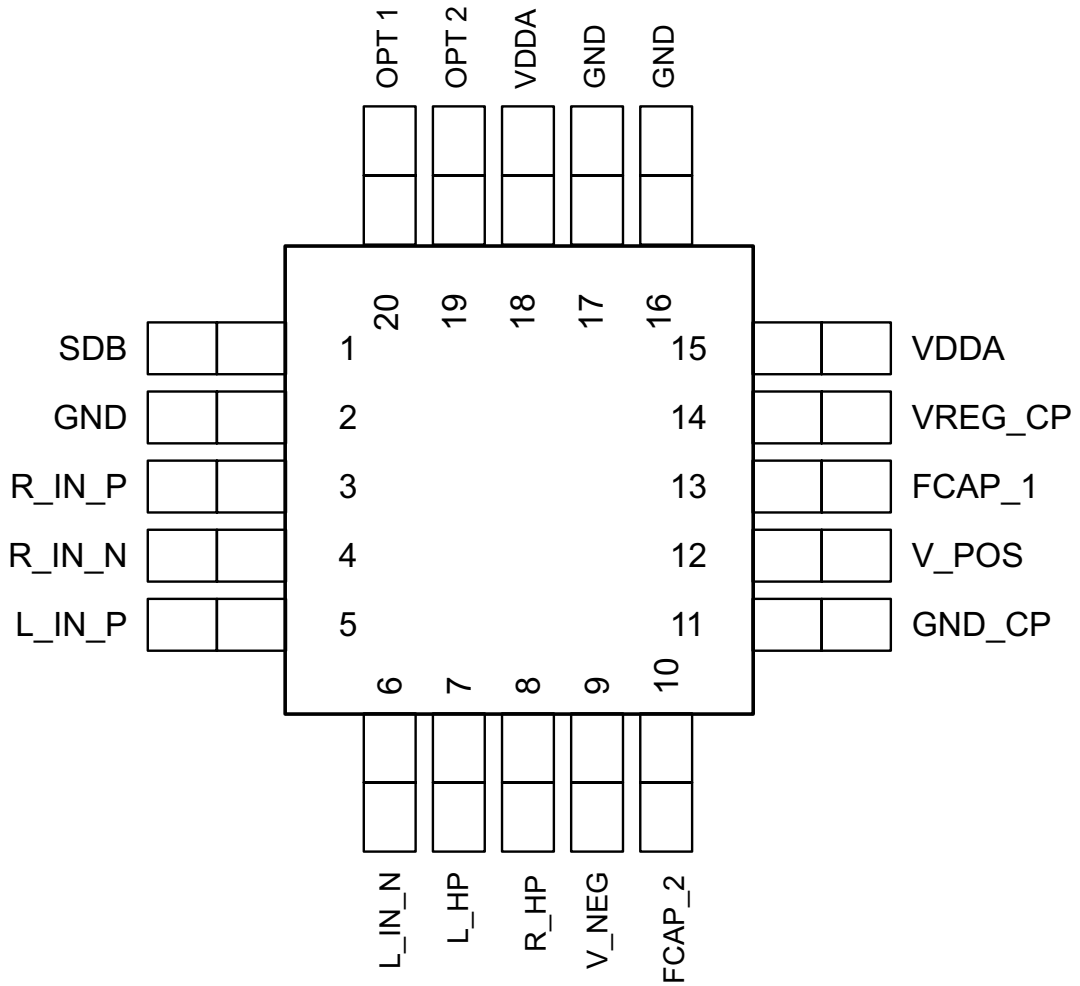 OPT 1
OPT 2
VDDA
GND
GND
20
19
18
17
16
SDB
1
15
VDDA
GND
2
14
VREG_CP
R_IN_P
3
13
FCAP_1
R_IN_N
4
12
V_POS
L_IN_P
5
11
GND_CP
6
7
8
9
10
L_IN_N
L_HP
R_HP
V_NEG
FCAP_2